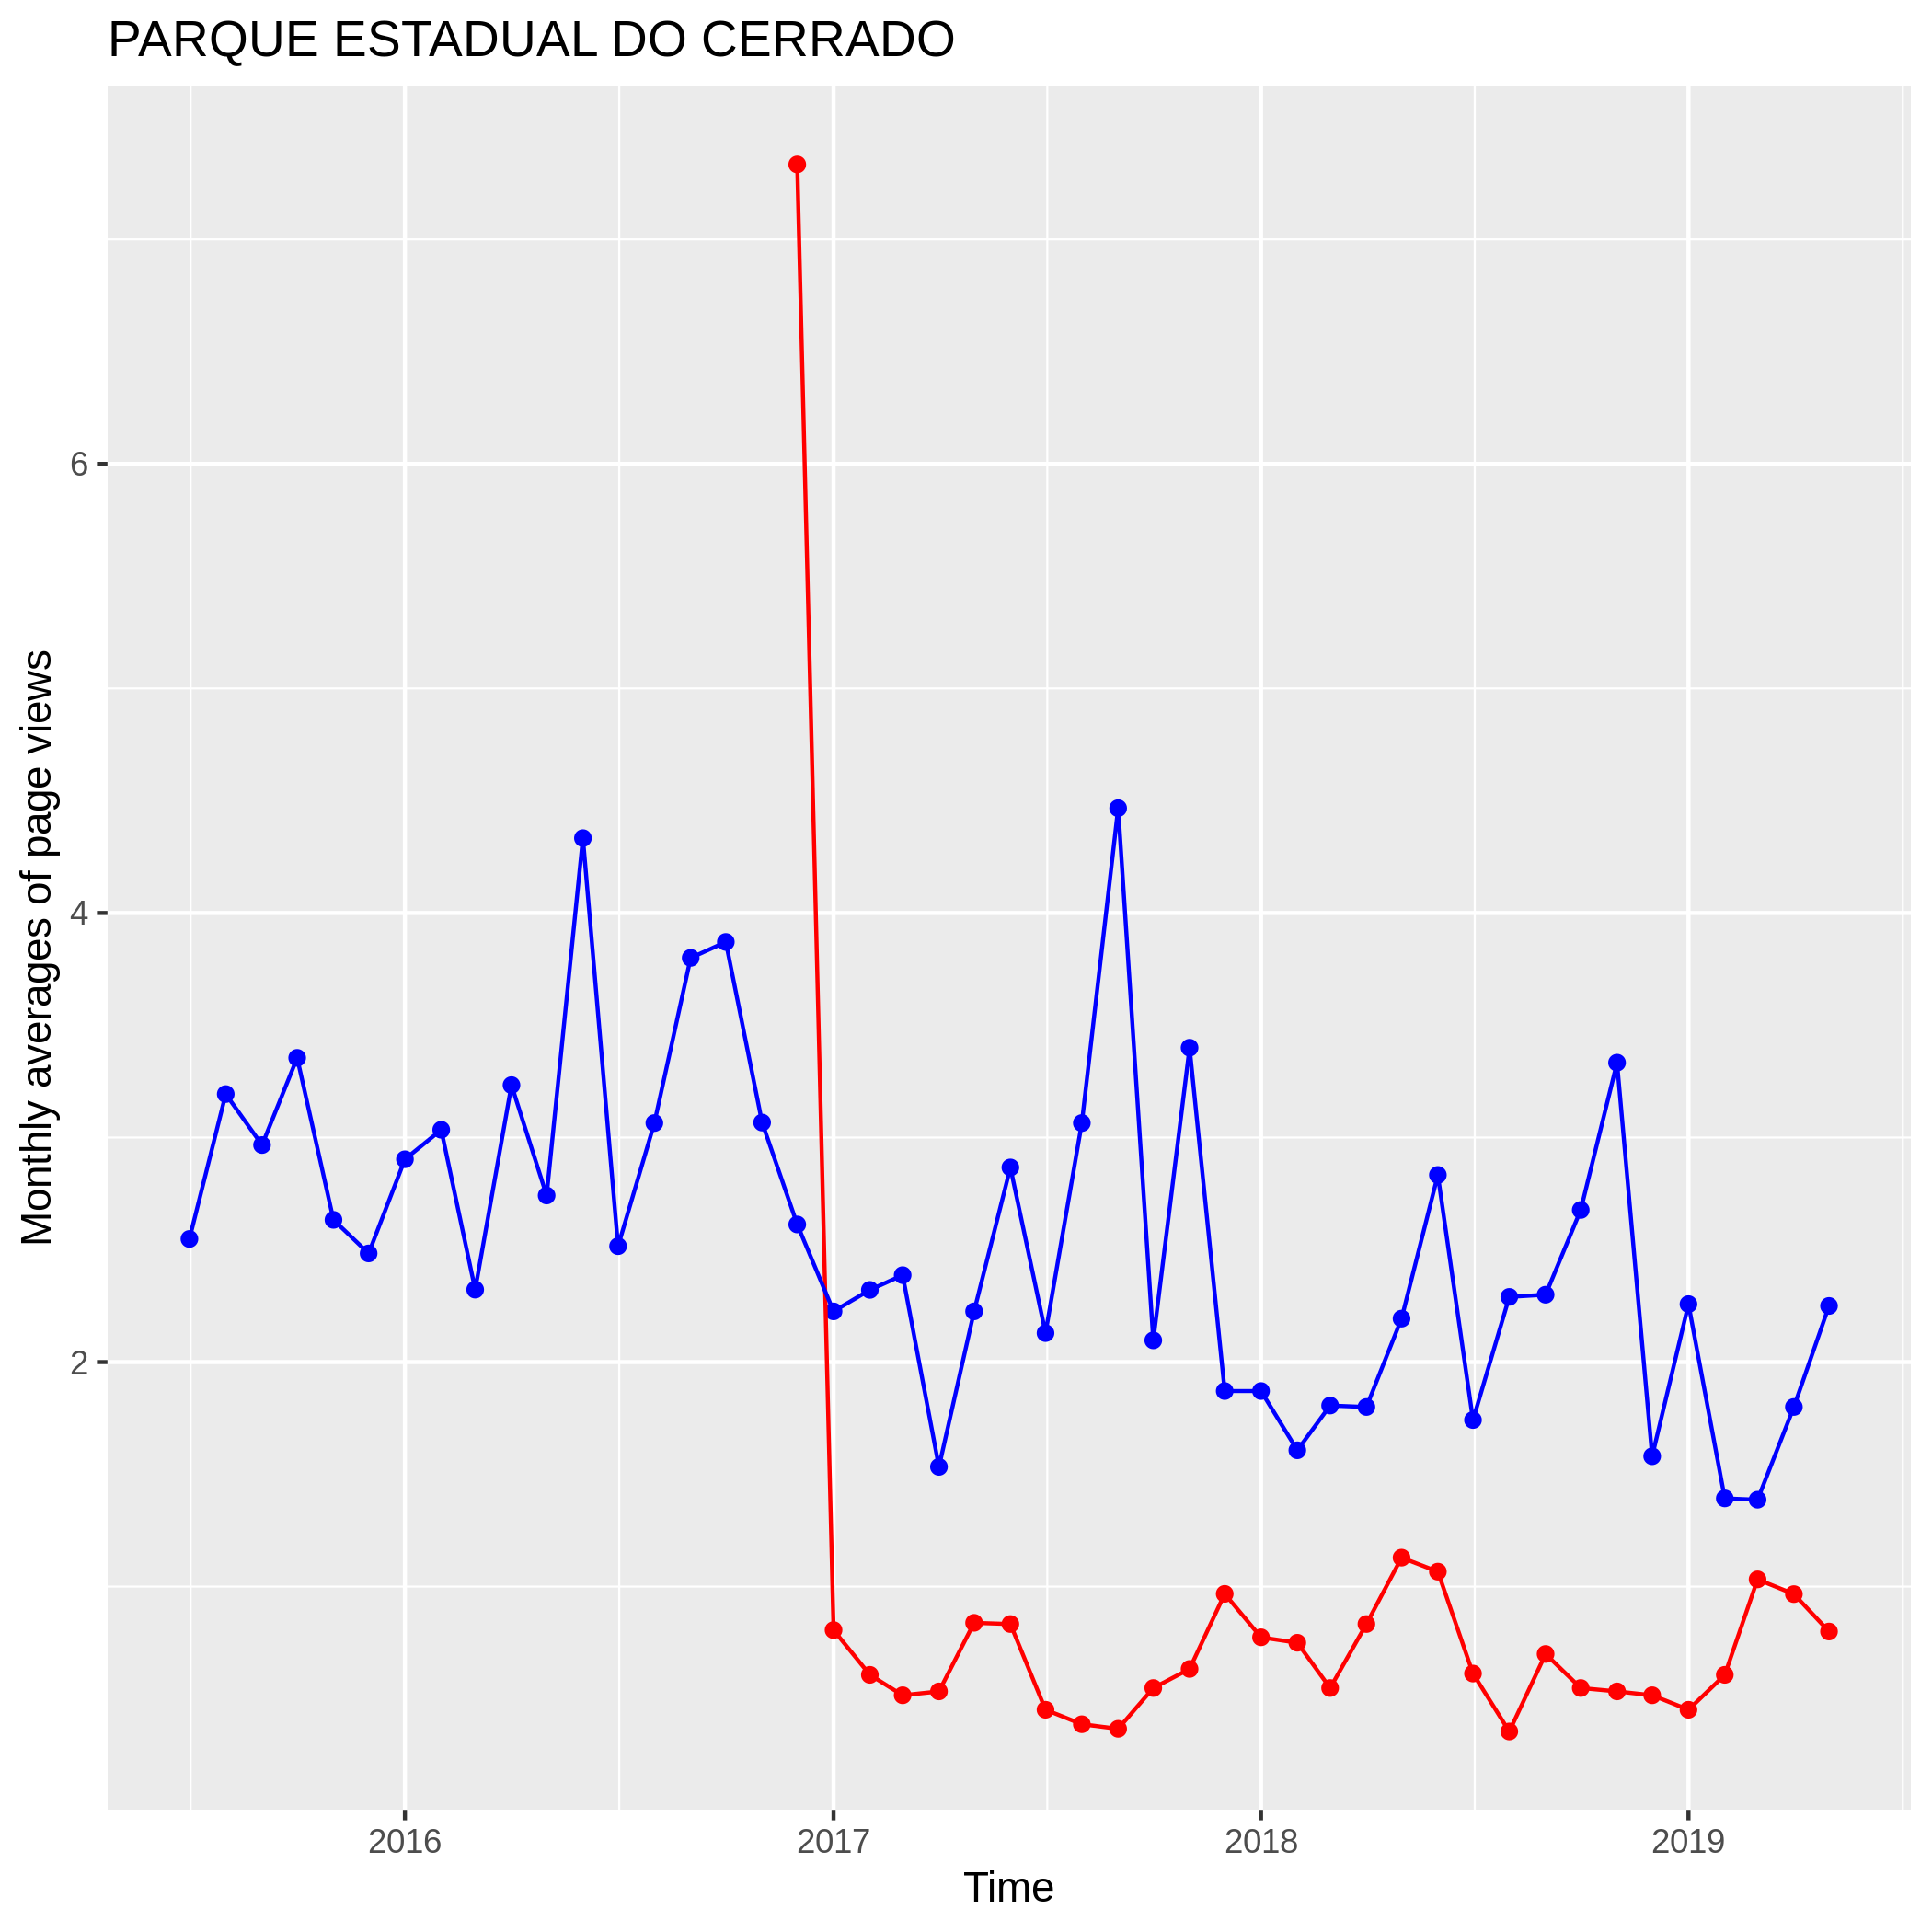 PARQUE ESTADUAL DO CERRADO
Monthly averages of page views
6
4
2
2016
2017
2018
2019
Time